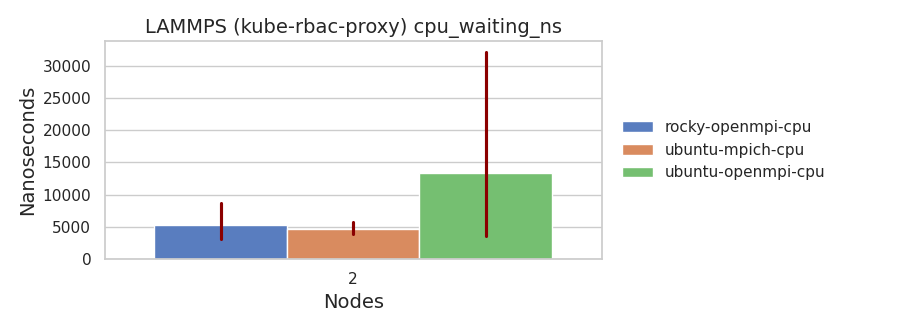 LAMMPS (kube-rbac-proxy) cpu_waiting_ns
Nanoseconds
30000
25000
20000
15000
10000
5000
0
2
Nodes
rocky-openmpi-cpu
ubuntu-mpich-cpu
ubuntu-openmpi-cpu